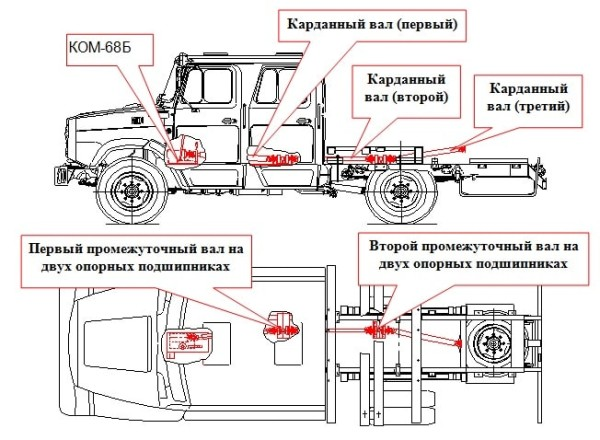 Карданный вал (первый)
КОМ-68Б
Карданный
вал (второй)
Карданный
вал (третий)
Первый промежуточный вал на
двух опорных подшипниках
Второй промежуточный вал на
двух опорных подшипниках